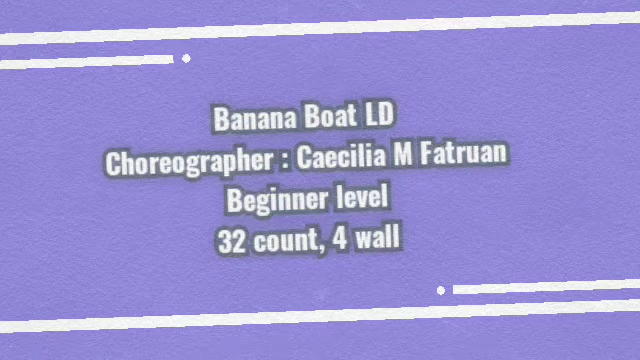 Banana Boat LD
Choreographer : Caecilia M Fatruan
Beginner level
32 count, 4 wall